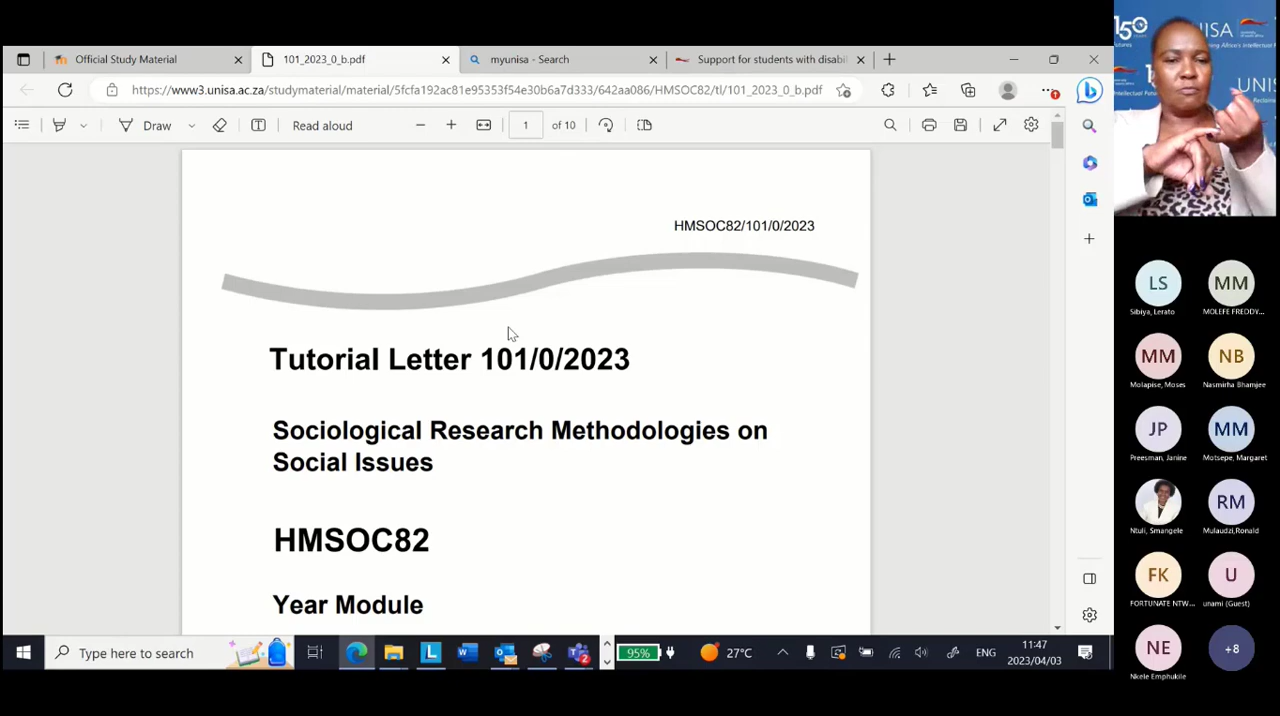 Official Study Material
101_2023_0_b.pdf
myunisa - Search
Support for students with disabil
https://www3.unisa.ac.za/studymaterial/material/5fcfa192ac81e95353f54e30b6a7d333/642aa086/HMSOC82/tl/101_2023_0_b.pdf
Draw
Read aloud
1
of 10
HMSOC82/101/0/2023
Tutorial Letter 101/0/2023
Sociological Research Methodologies on
Social Issues
HMSOC82
Year Module
Type here to search
95%
27°C
ENG
11:47
2023/04/03
UNISA
LS
Sibiya, Lerato
MM
MOLEFE FREDDY...
MM
Molapise, Moses
NB
Nasmirha Bhamjee
JP
Preesman, Janine
MM
Motsepe, Margaret
Ntuli, Smangele
RM
Mulaudzi,Ronald
FK
FORTUNATE NTW...
U
unami (Guest)
NE
Nkele Emphukile
+8